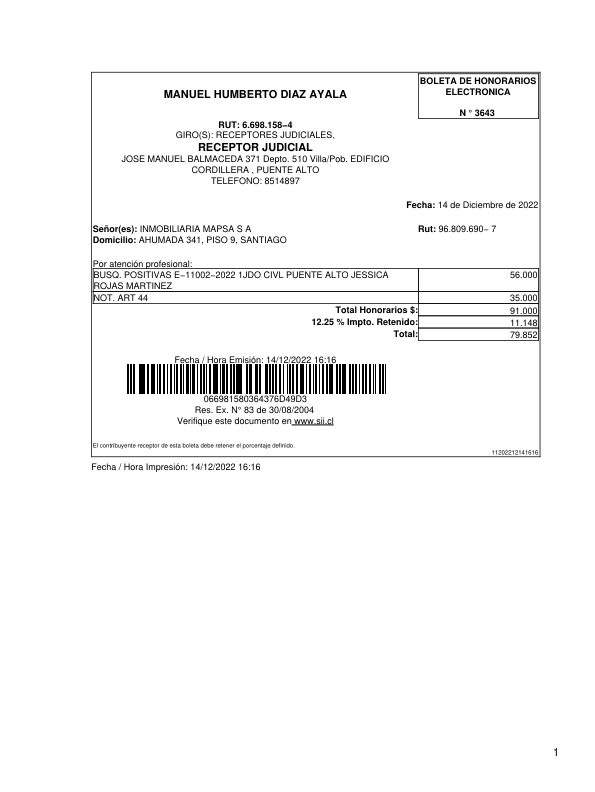 BOLETA DE HONORARIOS
ELECTRONICA
N ° 3643
MANUEL HUMBERTO DIAZ AYALA
RUT: 6.698.158−4
GIRO(S): RECEPTORES JUDICIALES,
RECEPTOR JUDICIAL
JOSE MANUEL BALMACEDA 371 Depto. 510 Villa/Pob. EDIFICIO
CORDILLERA , PUENTE ALTO
TELEFONO: 8514897
Fecha: 14 de Diciembre de 2022
Señor(es): INMOBILIARIA MAPSA S A Rut: 96.809.690− 7
Domicilio: AHUMADA 341, PISO 9, SANTIAGO
Por atención profesional:
BUSQ. POSITIVAS E−11002−2022 1JDO CIVL PUENTE ALTO JESSICA 56.000
ROJAS MARTINEZ
NOT. ART 44 35.000
Total Honorarios $: 91.000
12.25 % Impto. Retenido: 11.148
Total: 79.852
Fecha / Hora Emisión: 14/12/2022 16:16
066981580364376D49D3
Res. Ex. N° 83 de 30/08/2004
Verifique este documento en www.sii.cl
El contribuyente receptor de esta boleta debe retener el porcentaje definido.
11202212141616
Fecha / Hora Impresión: 14/12/2022 16:16
1